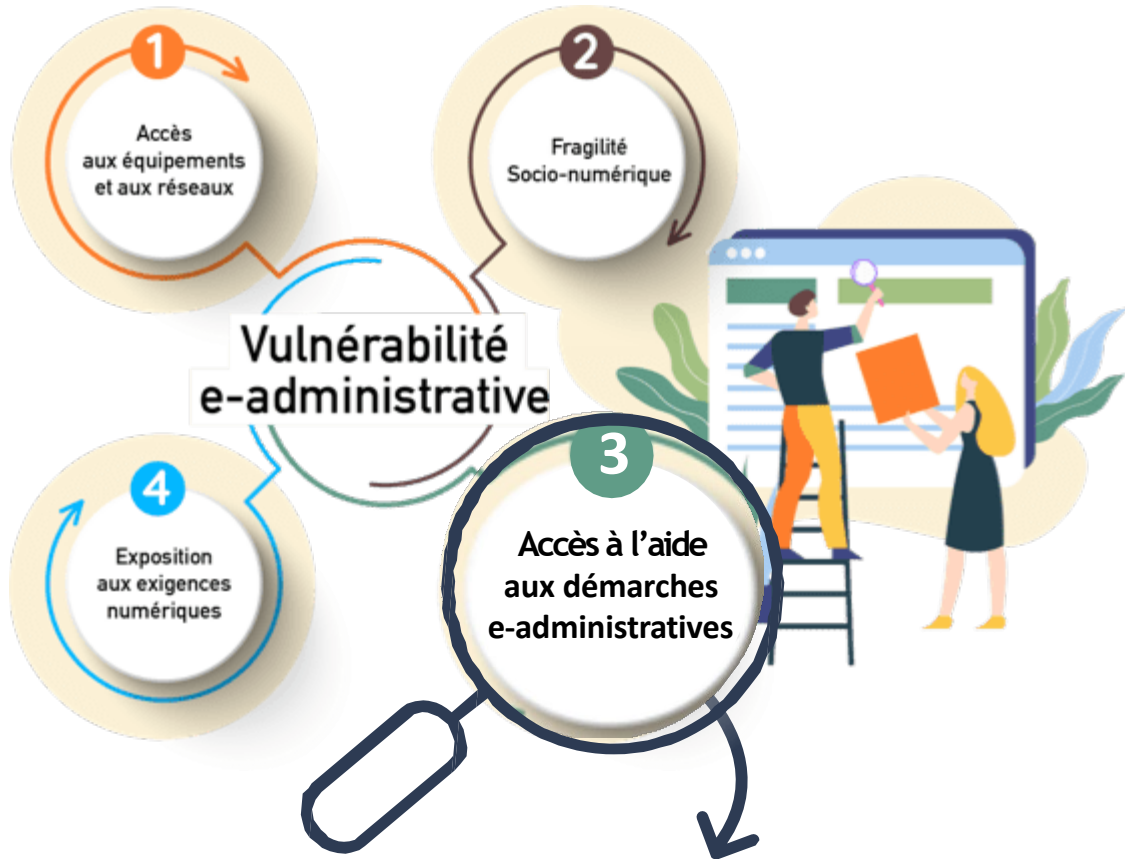 1
Accès
aux équipements
et aux réseaux
2
Fragilité
Socio-numérique
Vulnérabilité
e-administrative
3
Accès à l'aide
aux démarches
e-administratives
4
Exposition
aux exigences
numériques